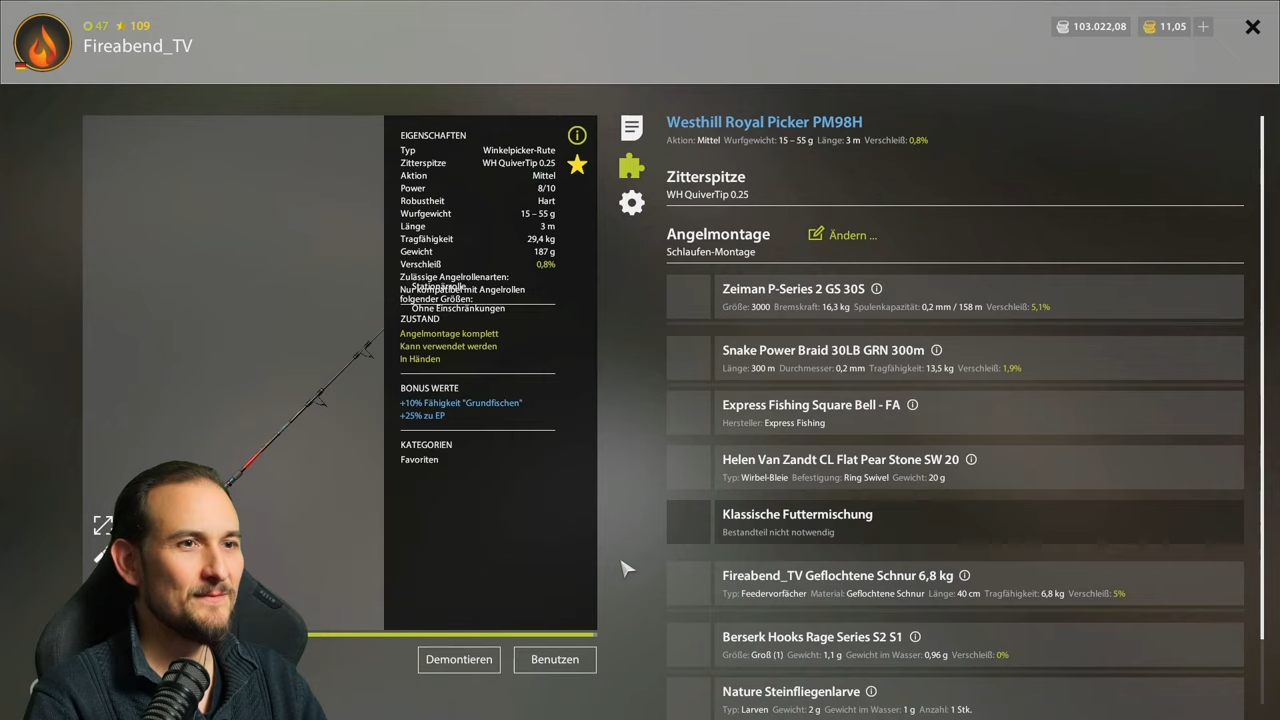 47 109
Fireabend_TV
103.022,08
11,05
EIGENSCHAFTEN
Typ Winkelpicker-Rute
Zitterspitze WH QuiverTip 0.25
Aktion Mittel
Power 8/10
Robustheit Hart
Wurfgewicht 15 – 55 g
Länge 3 m
Tragfähigkeit 29,4 kg
Gewicht 187 g
Verschleiß 0,8%
Zulässige Angelrollenarten:
Stationärrolle
Nur kompatibel mit Angelrollen
folgender Größen:
Ohne Einschränkungen
ZUSTAND
Angelmontage komplett
Kann verwendet werden
In Händen
BONUS WERTE
+10% Fähigkeit "Grundfischen"
+25% zu EP
KATEGORIEN
Favoriten
Demontieren
Benutzen
Westhill Royal Picker PM98H
Aktion: Mittel Wurfgewicht: 15 – 55 g Länge: 3 m Verschleiß: 0,8%
Zitterspitze
WH QuiverTip 0.25
Angelmontage Ändern ...
Schlaufen-Montage
Zeiman P-Series 2 GS 30S
Größe: 3000 Bremskraft: 16,3 kg Spulenkapazität: 0,2 mm / 158 m Verschleiß: 5,1%
Snake Power Braid 30LB GRN 300m
Länge: 300 m Durchmesser: 0,2 mm Tragfähigkeit: 13,5 kg Verschleiß: 1,9%
Express Fishing Square Bell - FA
Hersteller: Express Fishing
Helen Van Zandt CL Flat Pear Stone SW 20
Typ: Wirbel-Bleie Befestigung: Ring Swivel Gewicht: 20 g
Klassische Futtermischung
Bestandteil nicht notwendig
Fireabend_TV Geflochtene Schnur 6,8 kg
Typ: Feedervorfächer Material: Geflochtene Schnur Länge: 40 cm Tragfähigkeit: 6,8 kg Verschleiß: 5%
Berserk Hooks Rage Series S2 S1
Größe: Groß (1) Gewicht: 1,1 g Gewicht im Wasser: 0,96 g Verschleiß: 0%
Nature Steinfliegenlarve
Typ: Larven Gewicht: 2 g Gewicht im Wasser: 1 g Anzahl: 1 Stk.